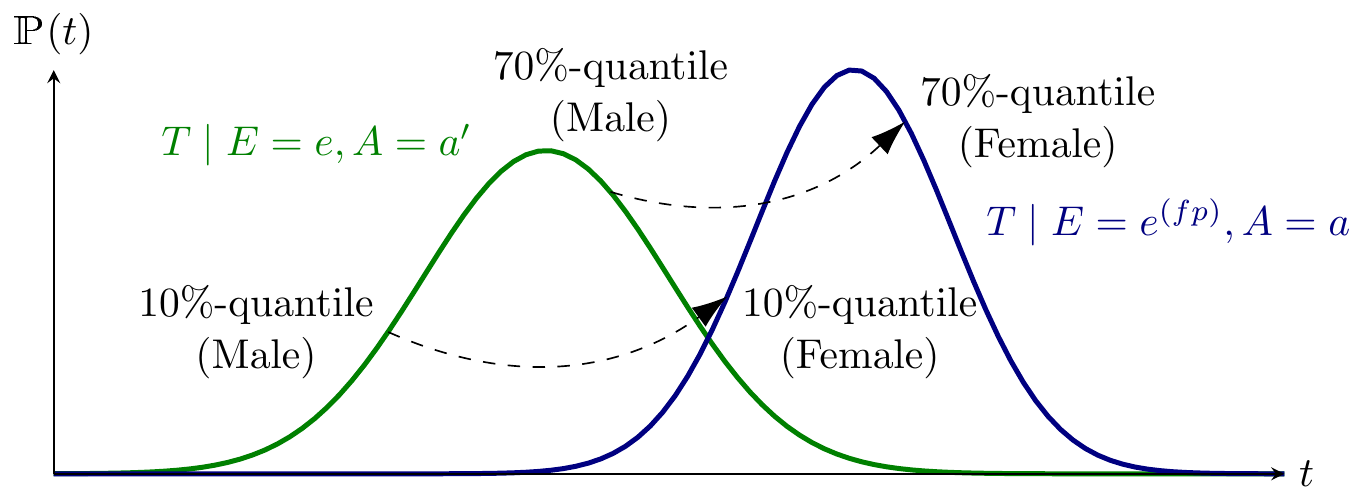 ℙ(t)
70%-quantile
(Male)
70%-quantile
(Female)
T | E = e, A = a′
T | E = e^(fp), A = a
10%-quantile
(Male)
10%-quantile
(Female)
t